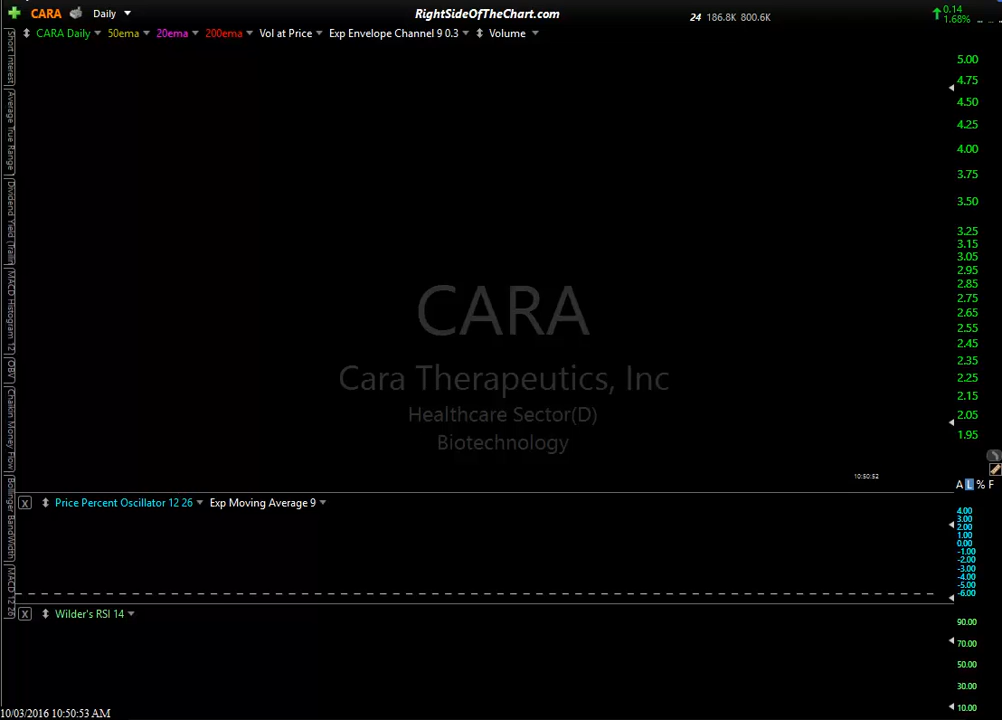 CARA Daily RightSideOfTheChart.com 24 186.8K 800.6K 0.14 1.68%
CARA Daily 50ema 20ema 200ema Vol at Price Exp Envelope Channel 9 0.3 Volume
Short Interest
Average True Range
Dividend Yield (Trailin
MACD Histogram 12
OBV
Chaikin Money Flow
Bollinger BandWidth
MACD 12 26
5.00
4.75
4.50
4.25
4.00
3.75
3.50
3.25
3.15
3.05
2.95
2.85
2.75
2.65
2.55
2.45
2.35
2.25
2.15
2.05
1.95
CARA
Cara Therapeutics, Inc
Healthcare Sector(D)
Biotechnology
10:50:52
A L % F
X Price Percent Oscillator 12 26 Exp Moving Average 9
4.00
3.00
2.00
1.00
0.00
-1.00
-2.00
-3.00
-4.00
-5.00
-6.00
X Wilder's RSI 14
90.00
70.00
50.00
30.00
10.00
10/03/2016 10:50:53 AM